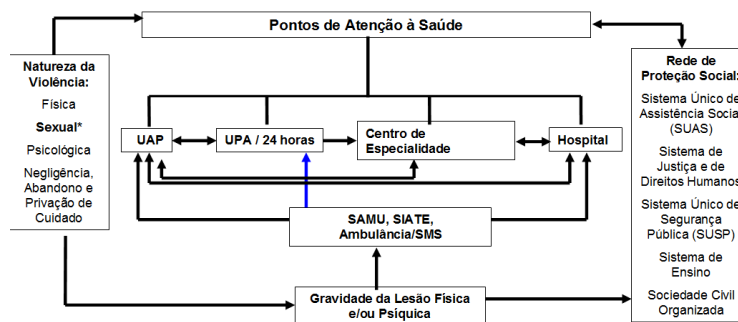 Pontos de Atenção à Saúde
Natureza da
Violência:
Física
Sexual*
Psicológica
Negligência,
Abandono e
Privação de
Cuidado
UAP
UPA / 24 horas
Centro de
Especialidade
Hospital
SAMU, SIATE,
Ambulância/SMS
Gravidade da Lesão Física
e/ou Psíquica
Rede de
Proteção Social:
Sistema Único de
Assistência Social
(SUAS)
Sistema de
Justiça e de
Direitos Humanos
Sistema Único de
Segurança
Pública (SUSP)
Sistema de
Ensino
Sociedade Civil
Organizada